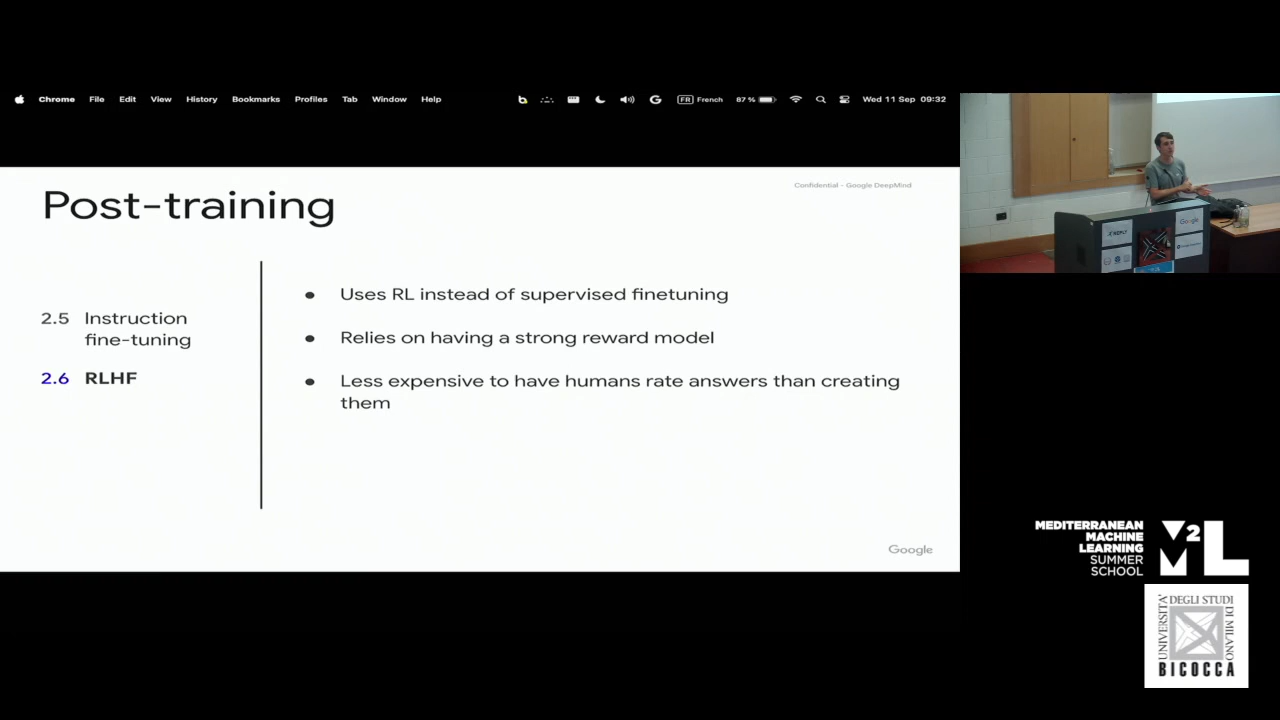 Chrome File Edit View History Bookmarks Profiles Tab Window Help FR French 87 % Wed 11 Sep 09:32
Confidential - Google DeepMind
Post-training
2.5 Instruction
fine-tuning
2.6 RLHF
● Uses RL instead of supervised finetuning
● Relies on having a strong reward model
● Less expensive to have humans rate answers than creating
them
Google
REPLY
Google
MEDITERRANEAN
MACHINE
LEARNING
SUMMER
SCHOOL
M2L
UNIVERSITÀ
DEGLI STUDI
DI MILANO
BICOCCA